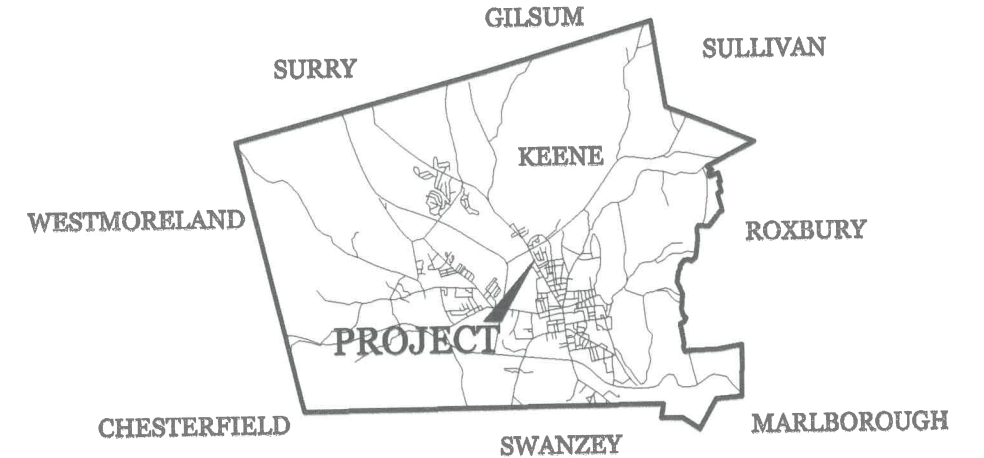 GILSUM
SULLIVAN
SURRY
KEENE
WESTMORELAND
ROXBURY
PROJECT
CHESTERFIELD
MARLBOROUGH
SWANZEY